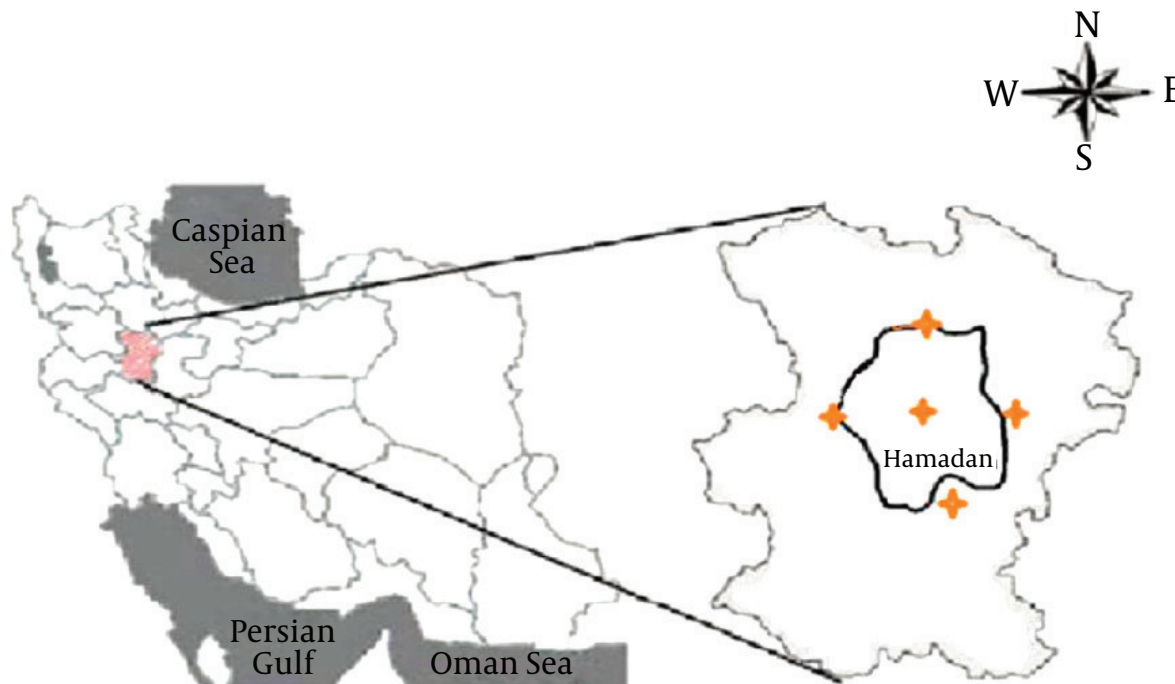 N
W
E
S
Caspian
Sea
Hamadan
Persian
Gulf
Oman Sea